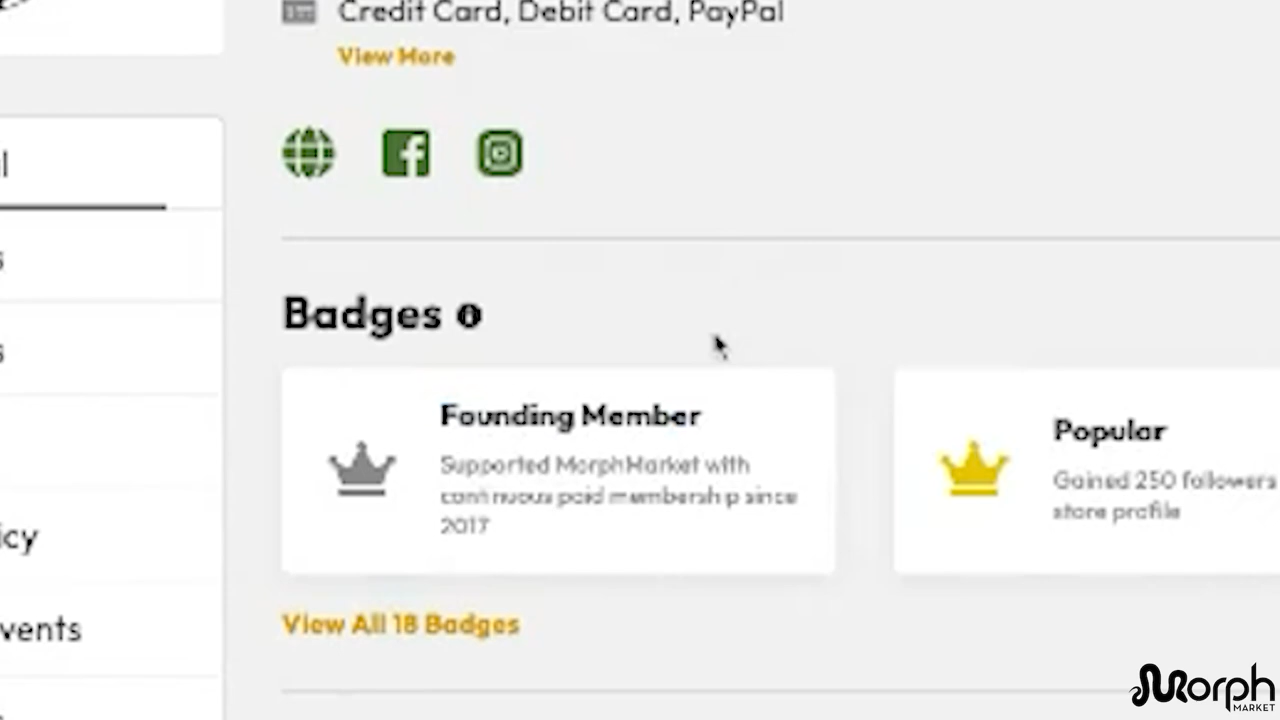 Credit Card, Debit Card, PayPal
View More
Badges
Founding Member
Supported MorphMarket with
continuous paid membership since
2017
Popular
Gained 250 followers
store profile
View All 18 Badges
icy
vents
Morph
MARKET